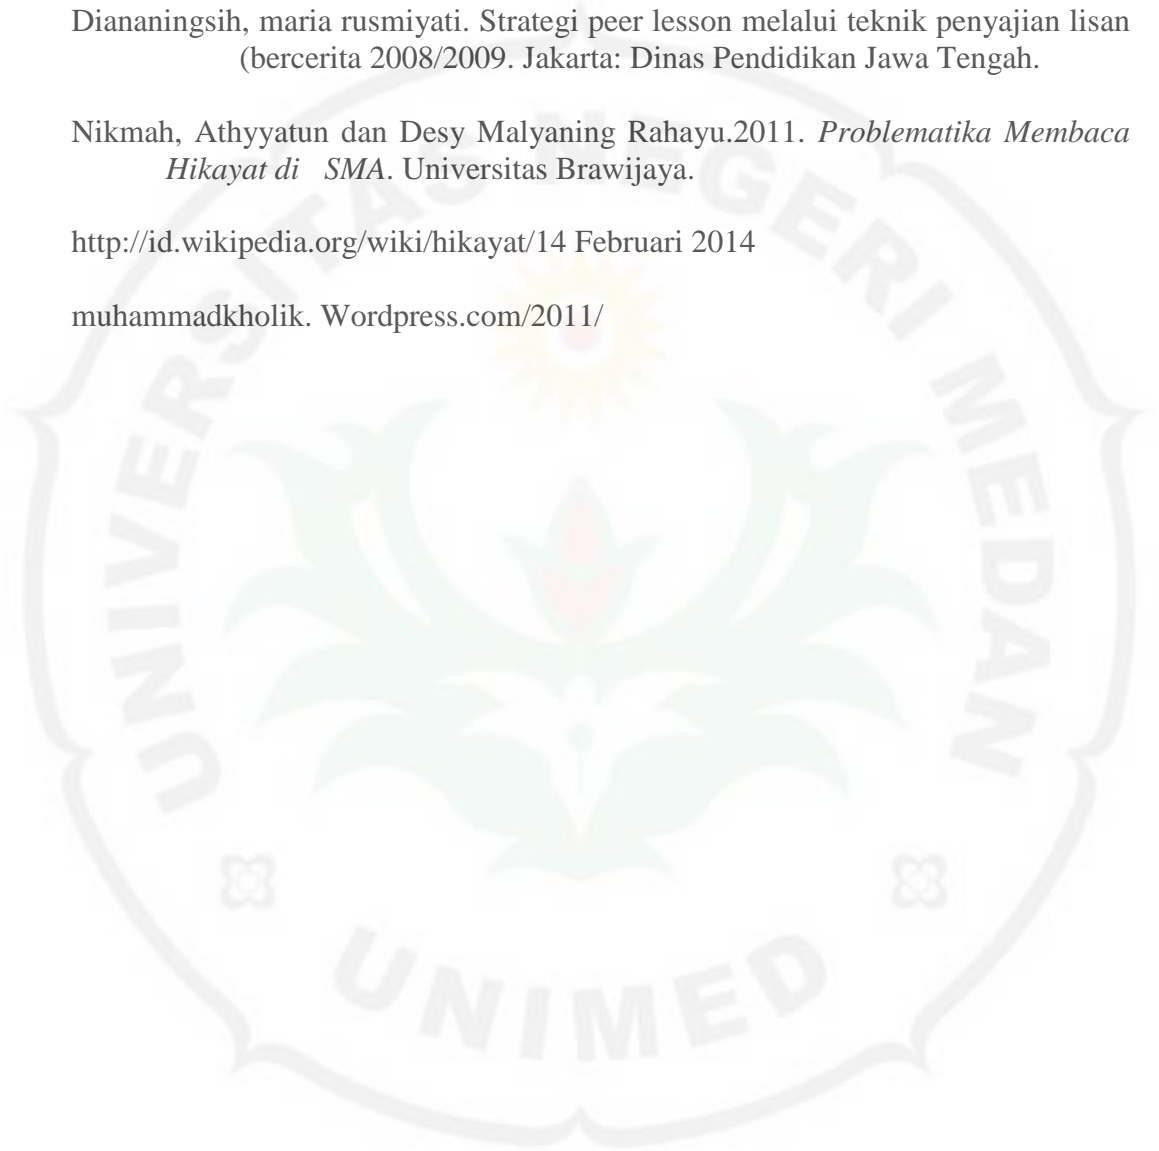 Diananingsih, maria rusmiyati. Strategi peer lesson melalui teknik penyajian lisan
(bercerita 2008/2009. Jakarta: Dinas Pendidikan Jawa Tengah.
Nikmah, Athyyatun dan Desy Malyaning Rahayu.2011. Problematika Membaca
Hikayat di SMA. Universitas Brawijaya.
http://id.wikipedia.org/wiki/hikayat/14 Februari 2014
muhammadkholik. Wordpress.com/2011/
UNIVERSITAS NEGERI MEDAN
UNIMED